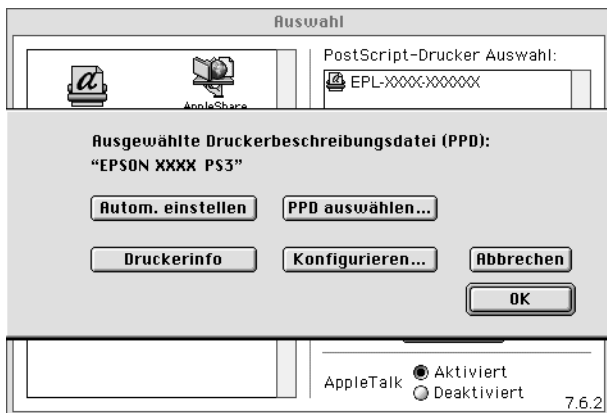 Auswahl
PostScript-Drucker Auswahl:
EPL-XXXX-XXXXXX
AppleShare
Ausgewählte Druckerbeschreibungsdatei (PPD):
“EPSON XXXX PS3”
Autom. einstellen
PPD auswählen...
Druckerinfo
Konfigurieren...
Abbrechen
OK
AppleTalk
Aktiviert
Deaktiviert
7.6.2